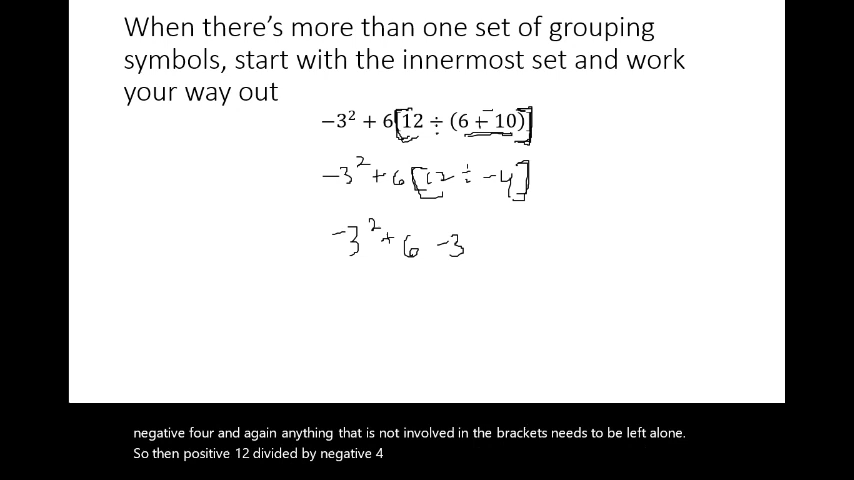 When there's more than one set of grouping
symbols, start with the innermost set and work
your way out
−3² + 6[12 ÷ (6 + −10)]
−3² + 6 [12 ÷ −4]
−3² + 6 −3
negative four and again anything that is not involved in the brackets needs to be left alone.
So then positive 12 divided by negative 4